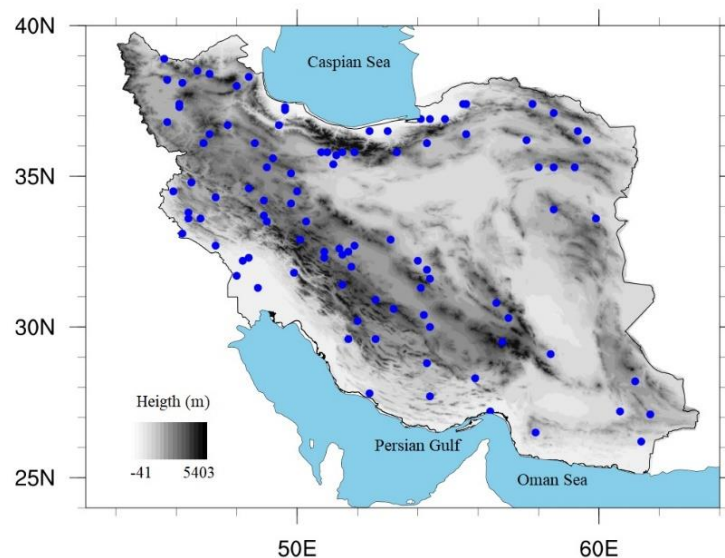 40N
Caspian Sea
35N
30N
Heigth (m)
-41 5403
Persian Gulf
25N
Oman Sea
50E 60E